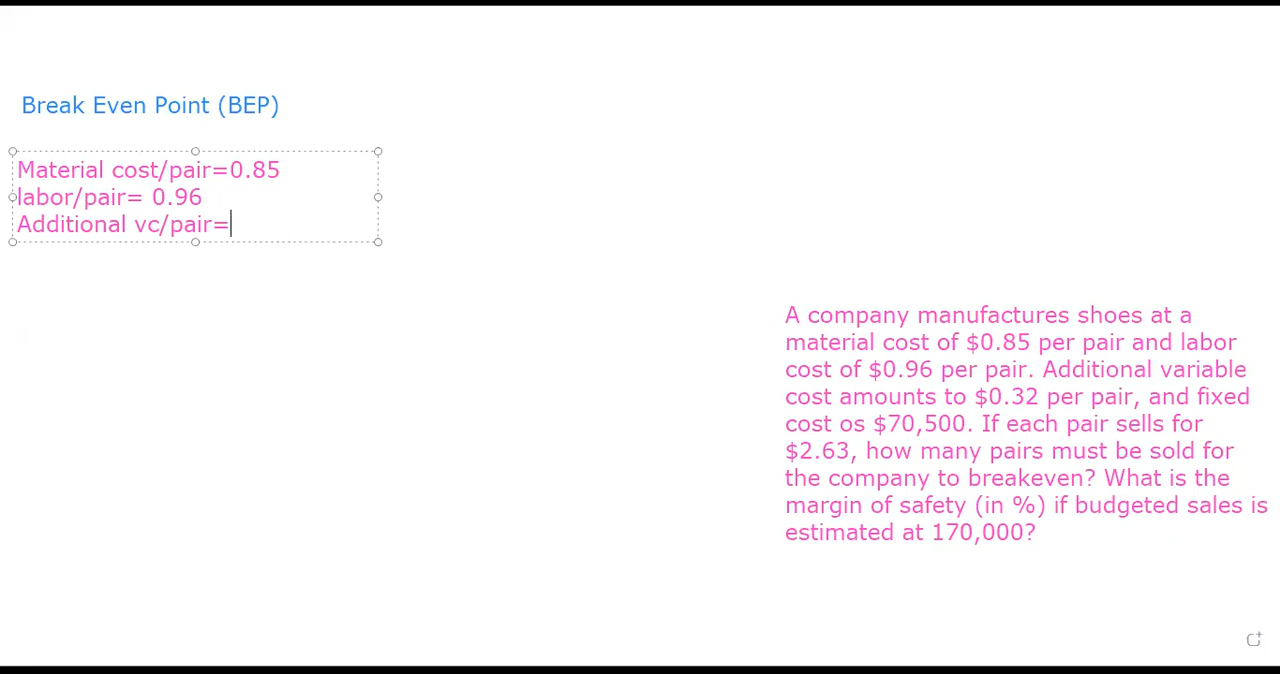 Break Even Point (BEP)
Material cost/pair=0.85
labor/pair= 0.96
Additional vc/pair=
A company manufactures shoes at a
material cost of $0.85 per pair and labor
cost of $0.96 per pair. Additional variable
cost amounts to $0.32 per pair, and fixed
cost os $70,500. If each pair sells for
$2.63, how many pairs must be sold for
the company to breakeven? What is the
margin of safety (in %) if budgeted sales is
estimated at 170,000?